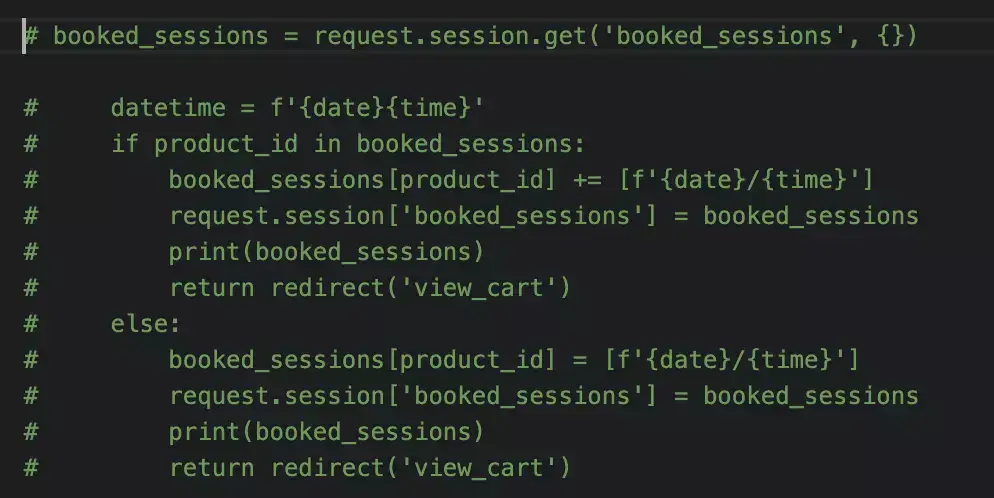 # booked_sessions = request.session.get('booked_sessions', {})
#     datetime = f'{date}{time}'
#     if product_id in booked_sessions:
#         booked_sessions[product_id] += [f'{date}/{time}']
#         request.session['booked_sessions'] = booked_sessions
#         print(booked_sessions)
#         return redirect('view_cart')
#     else:
#         booked_sessions[product_id] = [f'{date}/{time}']
#         request.session['booked_sessions'] = booked_sessions
#         print(booked_sessions)
#         return redirect('view_cart')